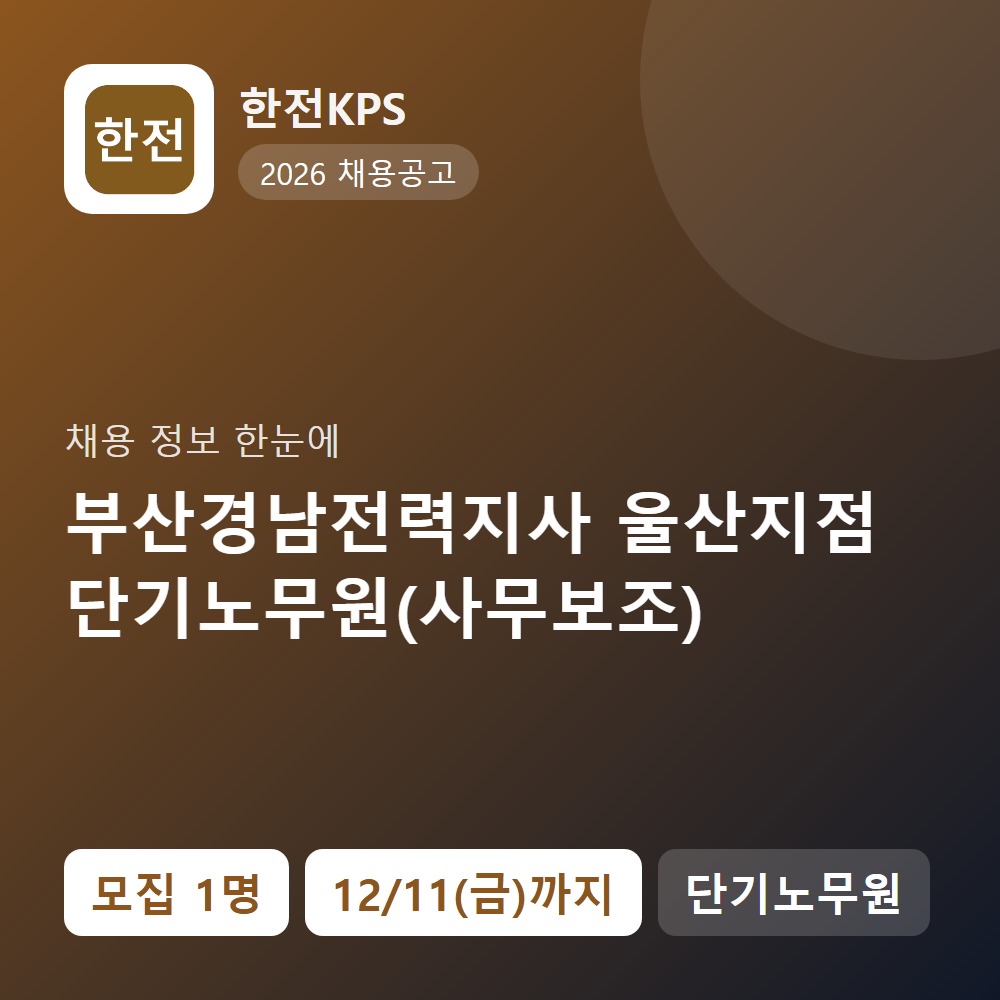 한전
한전KPS
2026 채용공고
채용 정보 한눈에
부산경남전력지사 울산지점
단기노무원(사무보조)
모집 1명
12/11(금)까지
단기노무원